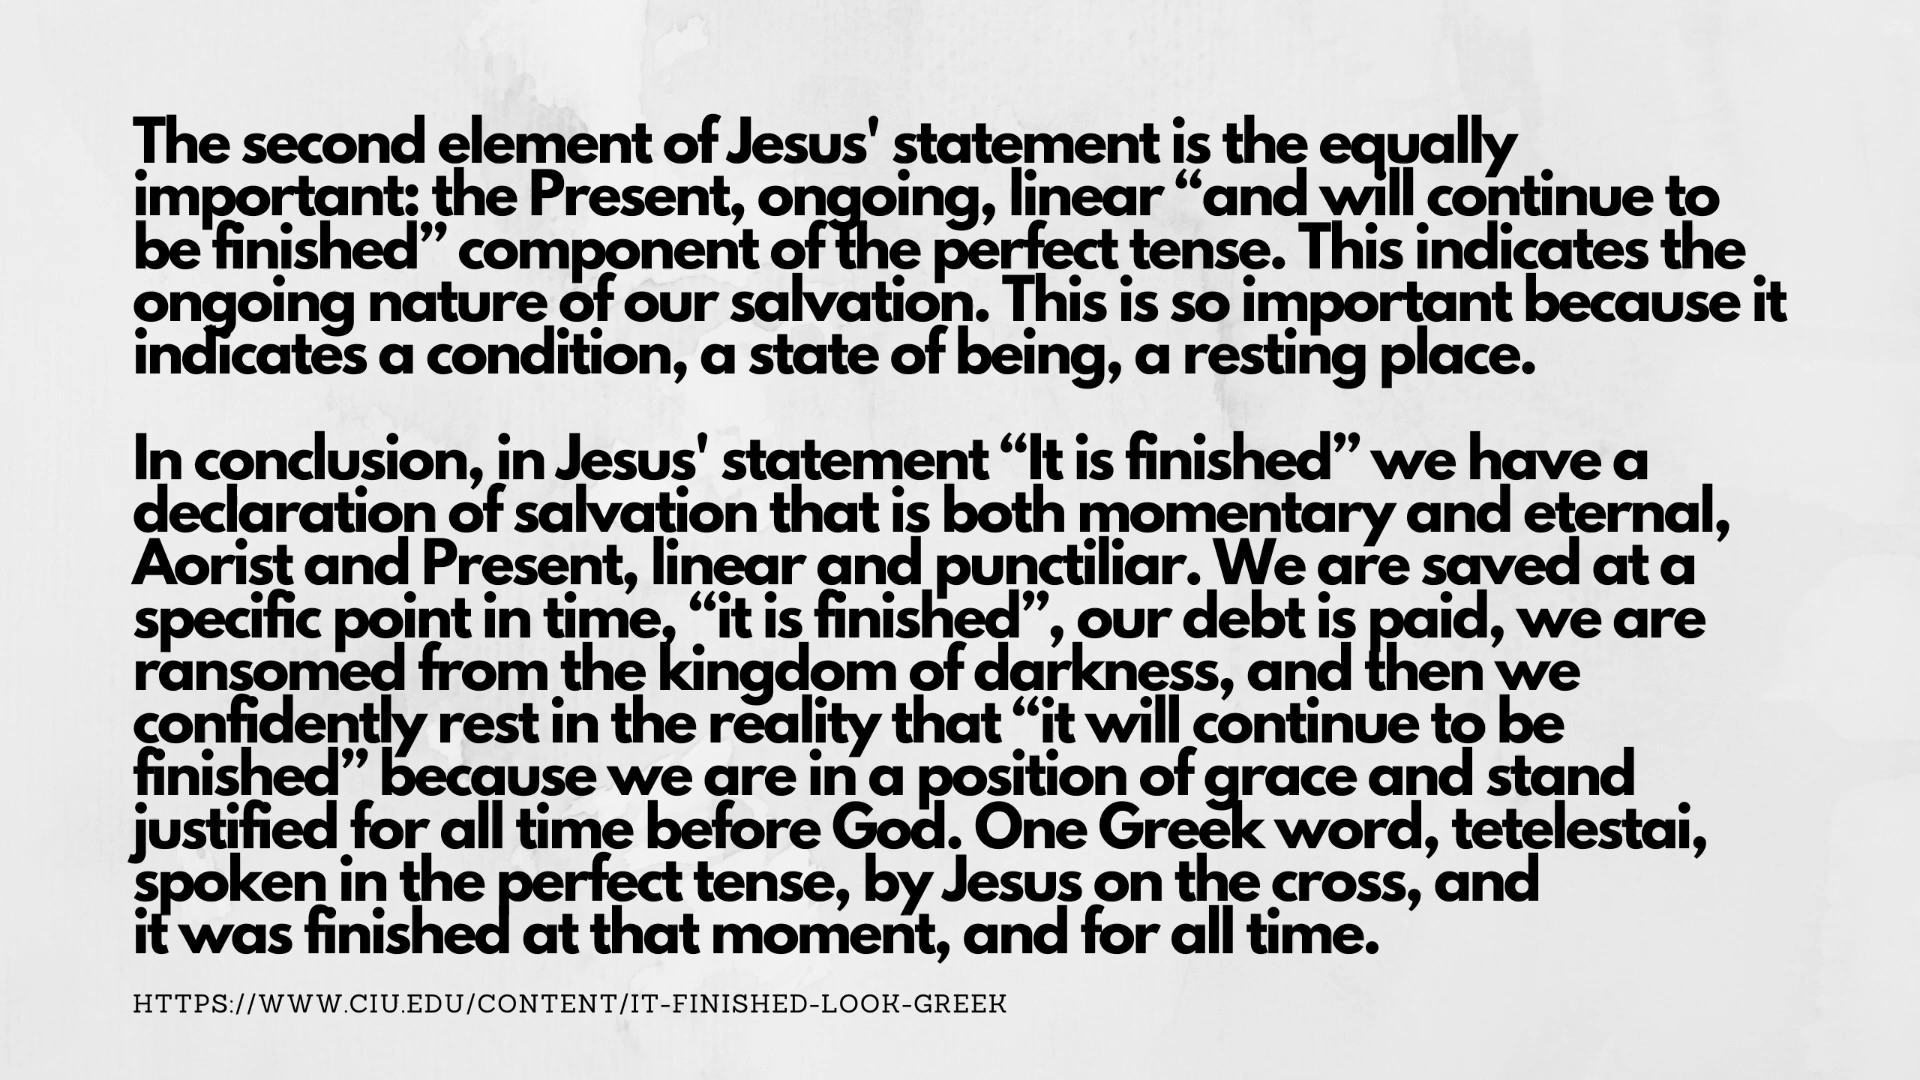 The second element of Jesus' statement is the equally
important: the Present, ongoing, linear “and will continue to
be finished” component of the perfect tense. This indicates the
ongoing nature of our salvation. This is so important because it
indicates a condition, a state of being, a resting place.
In conclusion, in Jesus' statement “It is finished” we have a
declaration of salvation that is both momentary and eternal,
Aorist and Present, linear and punctiliar. We are saved at a
specific point in time, “it is finished”, our debt is paid, we are
ransomed from the kingdom of darkness, and then we
confidently rest in the reality that “it will continue to be
finished” because we are in a position of grace and stand
justified for all time before God. One Greek word, tetelestai,
spoken in the perfect tense, by Jesus on the cross, and
it was finished at that moment, and for all time.
HTTPS://WWW.CIU.EDU/CONTENT/IT-FINISHED-LOOK-GREEK